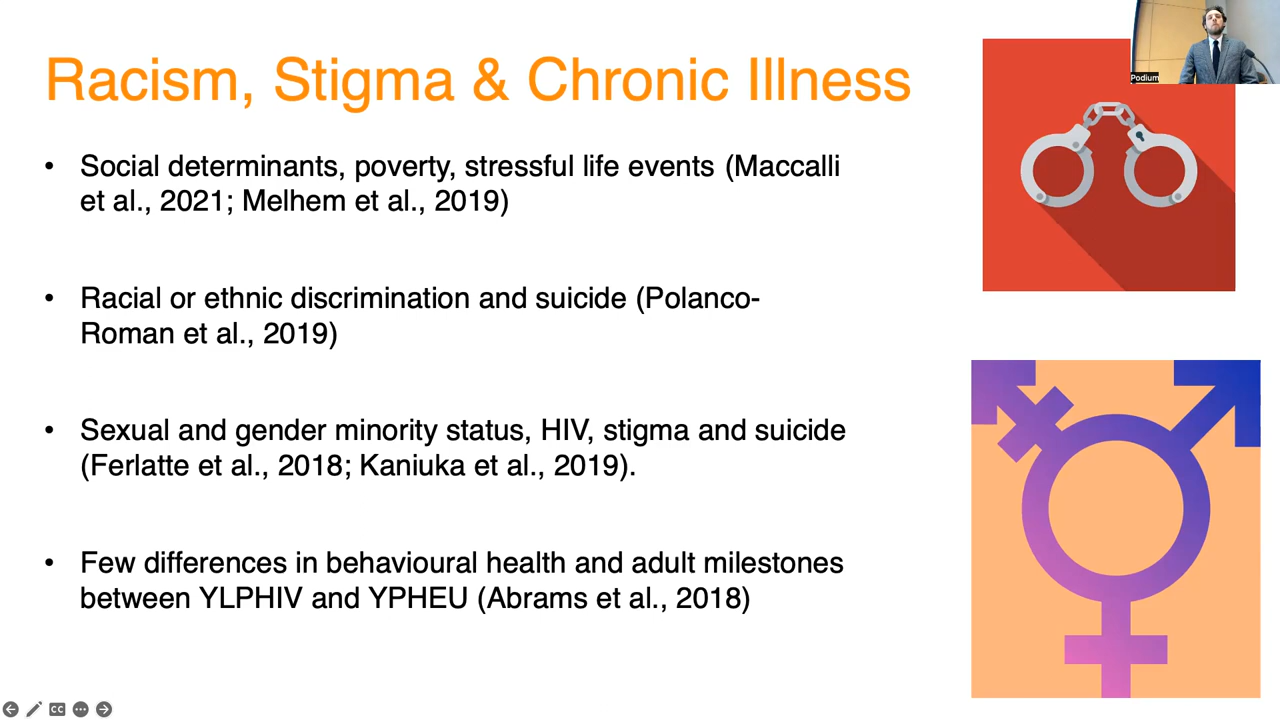 Racism, Stigma & Chronic Illness
Podium
• Social determinants, poverty, stressful life events (Maccalli
et al., 2021; Melhem et al., 2019)
• Racial or ethnic discrimination and suicide (Polanco-
Roman et al., 2019)
• Sexual and gender minority status, HIV, stigma and suicide
(Ferlatte et al., 2018; Kaniuka et al., 2019).
• Few differences in behavioural health and adult milestones
between YLPHIV and YPHEU (Abrams et al., 2018)
CC